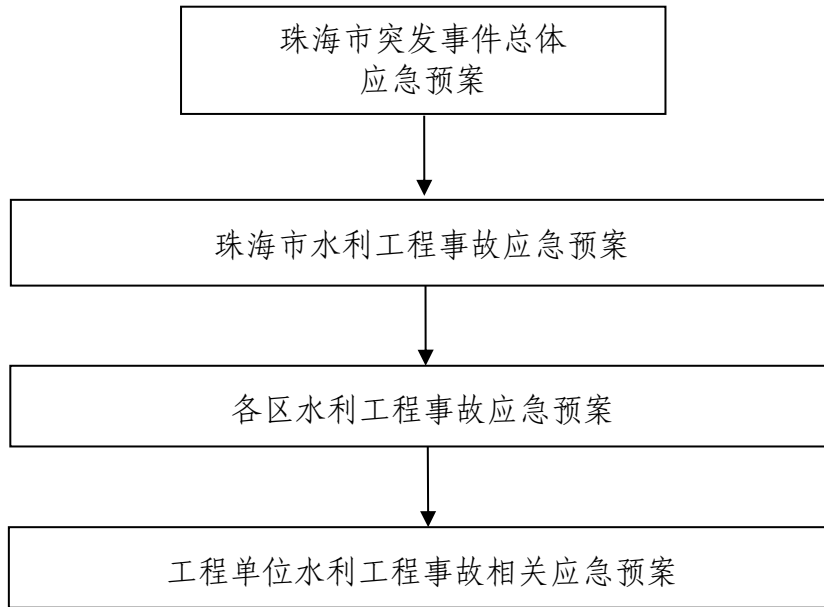 珠海市突发事件总体
应急预案
珠海市水利工程事故应急预案
各区水利工程事故应急预案
工程单位水利工程事故相关应急预案